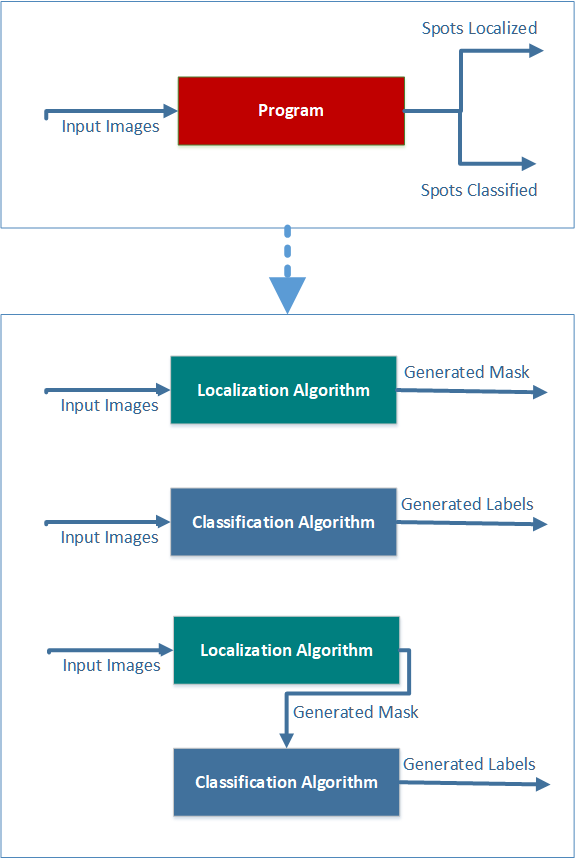 Spots Localized
Program
Input Images
Spots Classified
Generated Mask
Localization Algorithm
Input Images
Generated Labels
Classification Algorithm
Input Images
Localization Algorithm
Input Images
Generated Mask
Generated Labels
Classification Algorithm